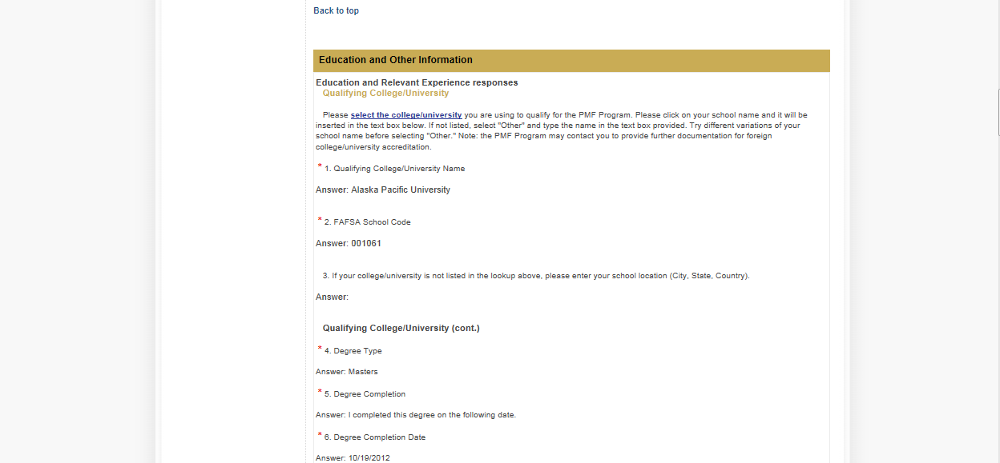 Back to top
Education and Other Information
Education and Relevant Experience responses
Qualifying College/University
Please select the college/university you are using to qualify for the PMF Program. Please click on your school name and it will be
inserted in the text box below. If not listed, select "Other" and type the name in the text box provided. Try different variations of your
school name before selecting "Other." Note: the PMF Program may contact you to provide further documentation for foreign
college/university accreditation.
* 1. Qualifying College/University Name
Answer: Alaska Pacific University
* 2. FAFSA School Code
Answer: 001061
3. If your college/university is not listed in the lookup above, please enter your school location (City, State, Country).
Answer:
Qualifying College/University (cont.)
* 4. Degree Type
Answer: Masters
* 5. Degree Completion
Answer: I completed this degree on the following date.
* 6. Degree Completion Date
Answer: 10/19/2012